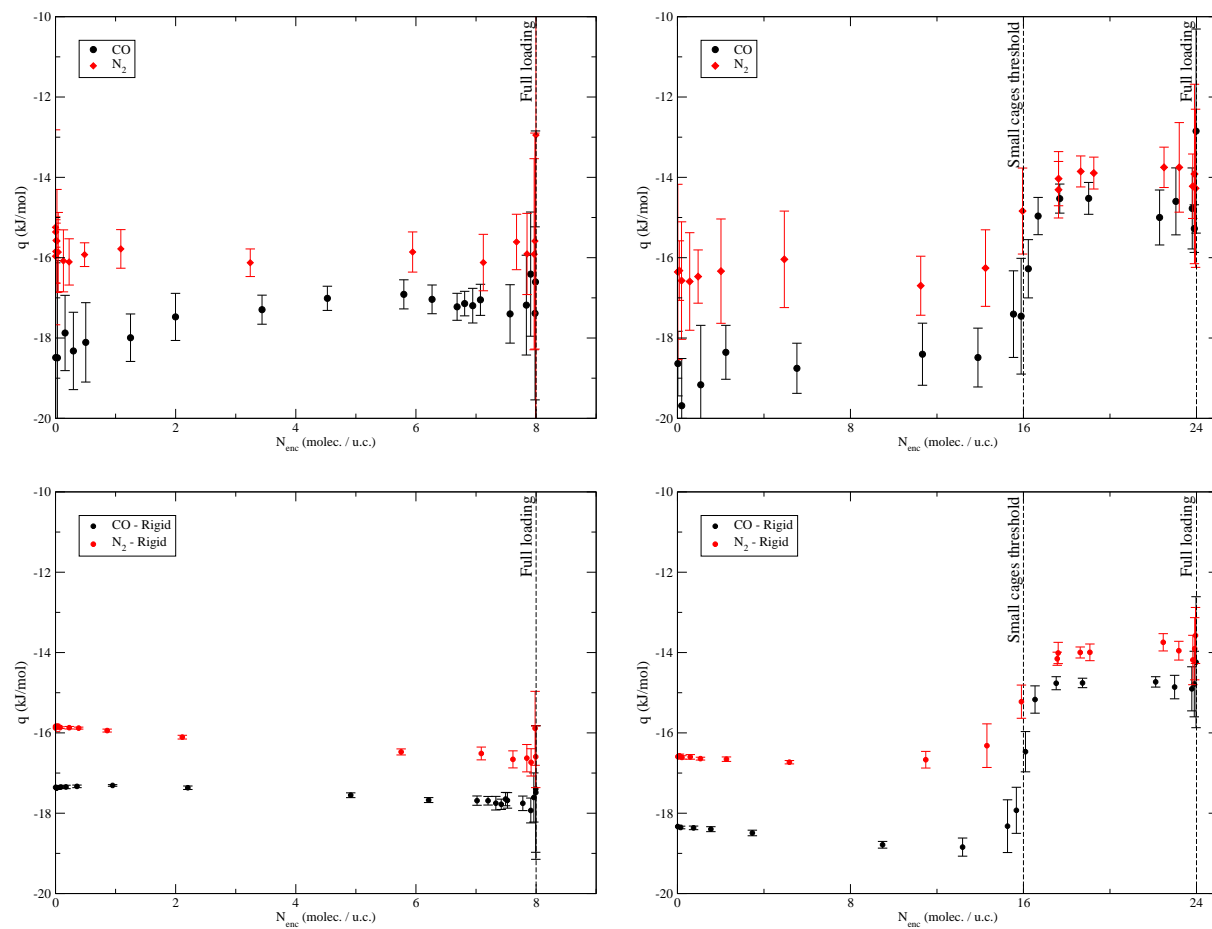 -10
-12
-14
-16
-18
-20
q (kJ/mol)
CO
N₂
Full loading
0
2
4
6
8
N_enc (molec. / u.c.)
-10
-12
-14
-16
-18
-20
q (kJ/mol)
CO
N₂
Small cages threshold
Full loading
0
8
16
24
N_enc (molec. / u.c.)
-10
-12
-14
-16
-18
-20
q (kJ/mol)
CO - Rigid
N₂ - Rigid
Full loading
0
2
4
6
8
N_enc (molec. / u.c.)
-10
-12
-14
-16
-18
-20
q (kJ/mol)
CO - Rigid
N₂ - Rigid
Small cages threshold
Full loading
0
8
16
24
N_enc (molec. / u.c.)